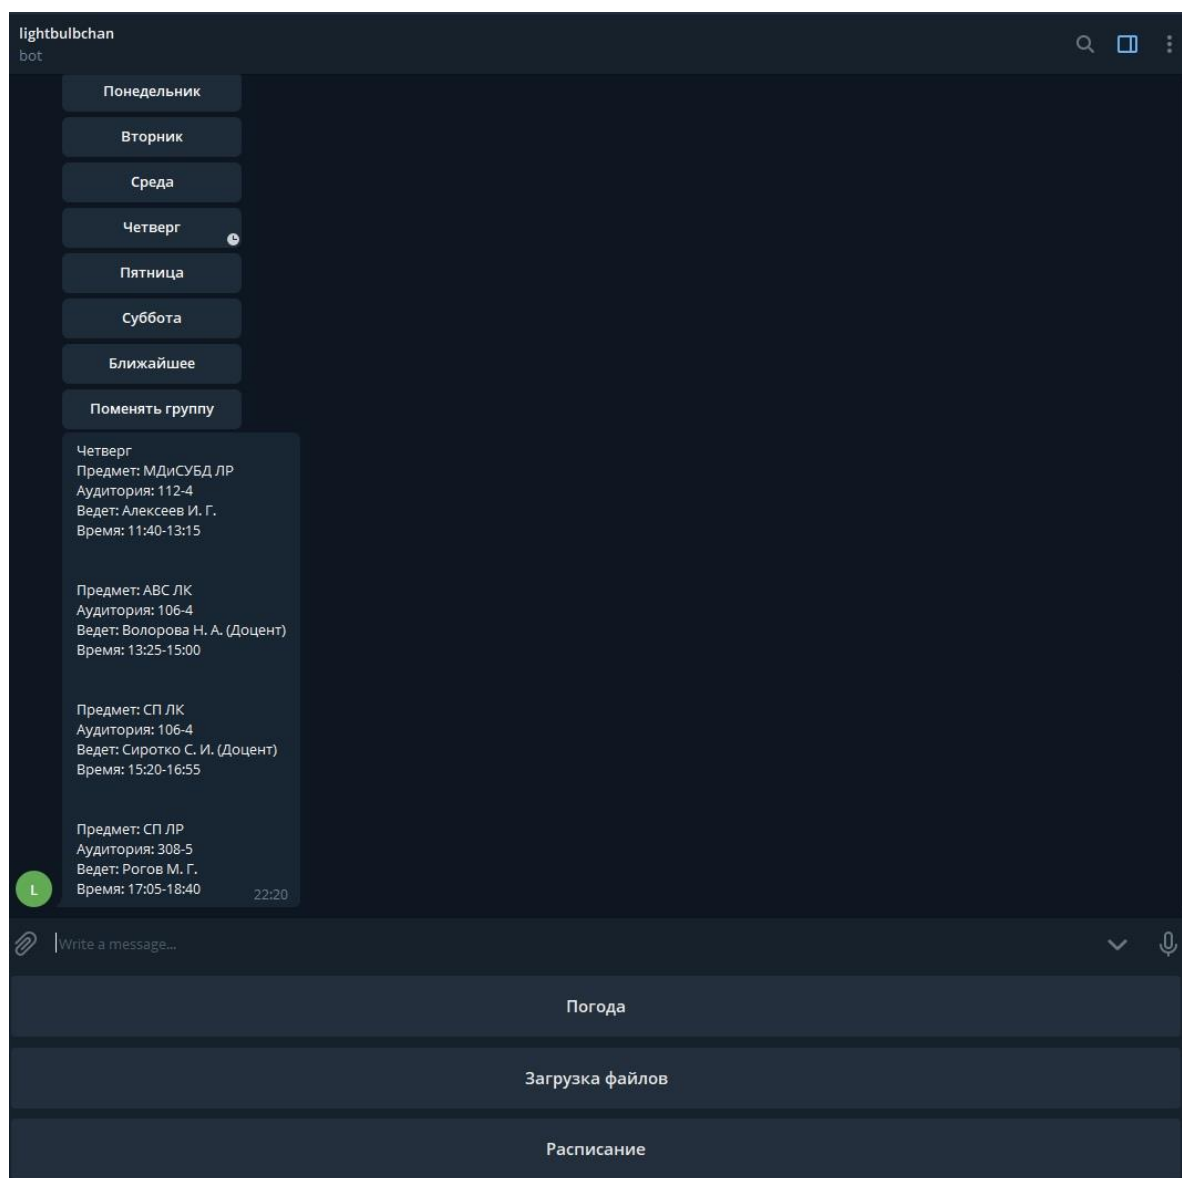 lightbulbchan
bot
Понедельник
Вторник
Среда
Четверг
Пятница
Суббота
Ближайшее
Поменять группу
Четверг
Предмет: МДиСУБД ЛР
Аудитория: 112-4
Ведет: Алексеев И. Г.
Время: 11:40-13:15
Предмет: АВС ЛК
Аудитория: 106-4
Ведет: Волорова Н. А. (Доцент)
Время: 13:25-15:00
Предмет: СП ЛК
Аудитория: 106-4
Ведет: Сиротко С. И. (Доцент)
Время: 15:20-16:55
Предмет: СП ЛР
Аудитория: 308-5
Ведет: Рогов М. Г.
Время: 17:05-18:40
22:20
L
Write a message...
Погода
Загрузка файлов
Расписание